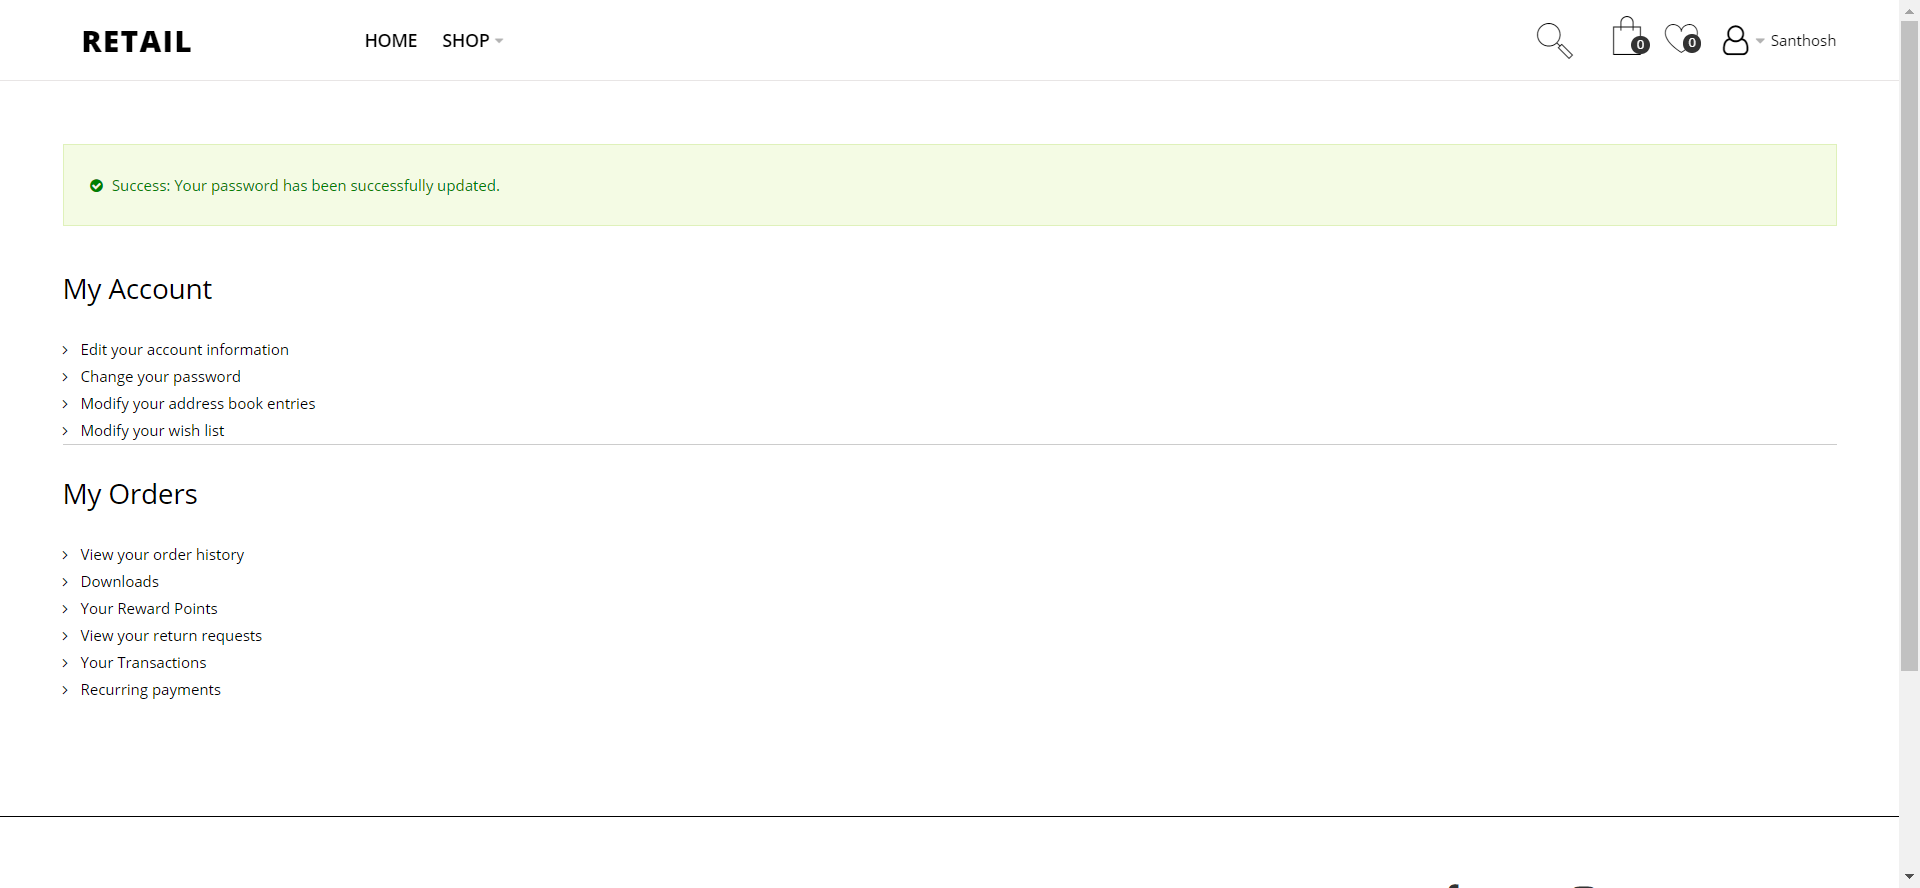 RETAIL
HOME SHOP
0 0 Santhosh
Success: Your password has been successfully updated.
My Account
Edit your account information
Change your password
Modify your address book entries
Modify your wish list
My Orders
View your order history
Downloads
Your Reward Points
View your return requests
Your Transactions
Recurring payments